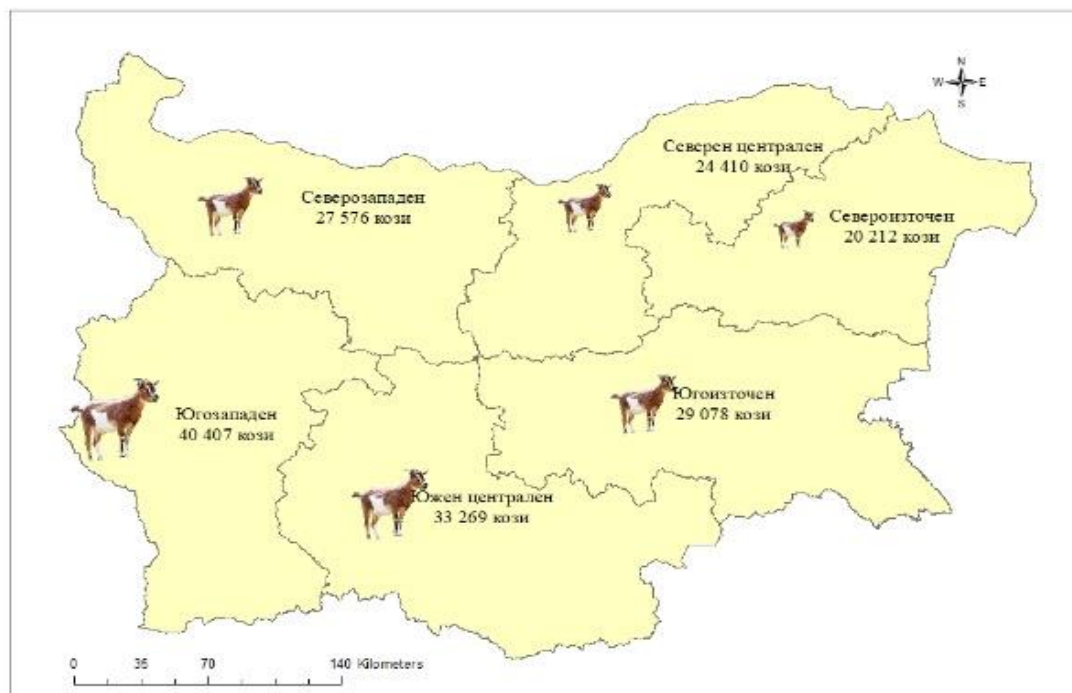 N
W E
S
Северен централен
24 410 кози
Северозападен
27 576 кози
Североизточен
20 212 кози
Югозападен
40 407 кози
Югоизточен
29 078 кози
Южен централен
33 269 кози
0 35 70 140 Kilometers